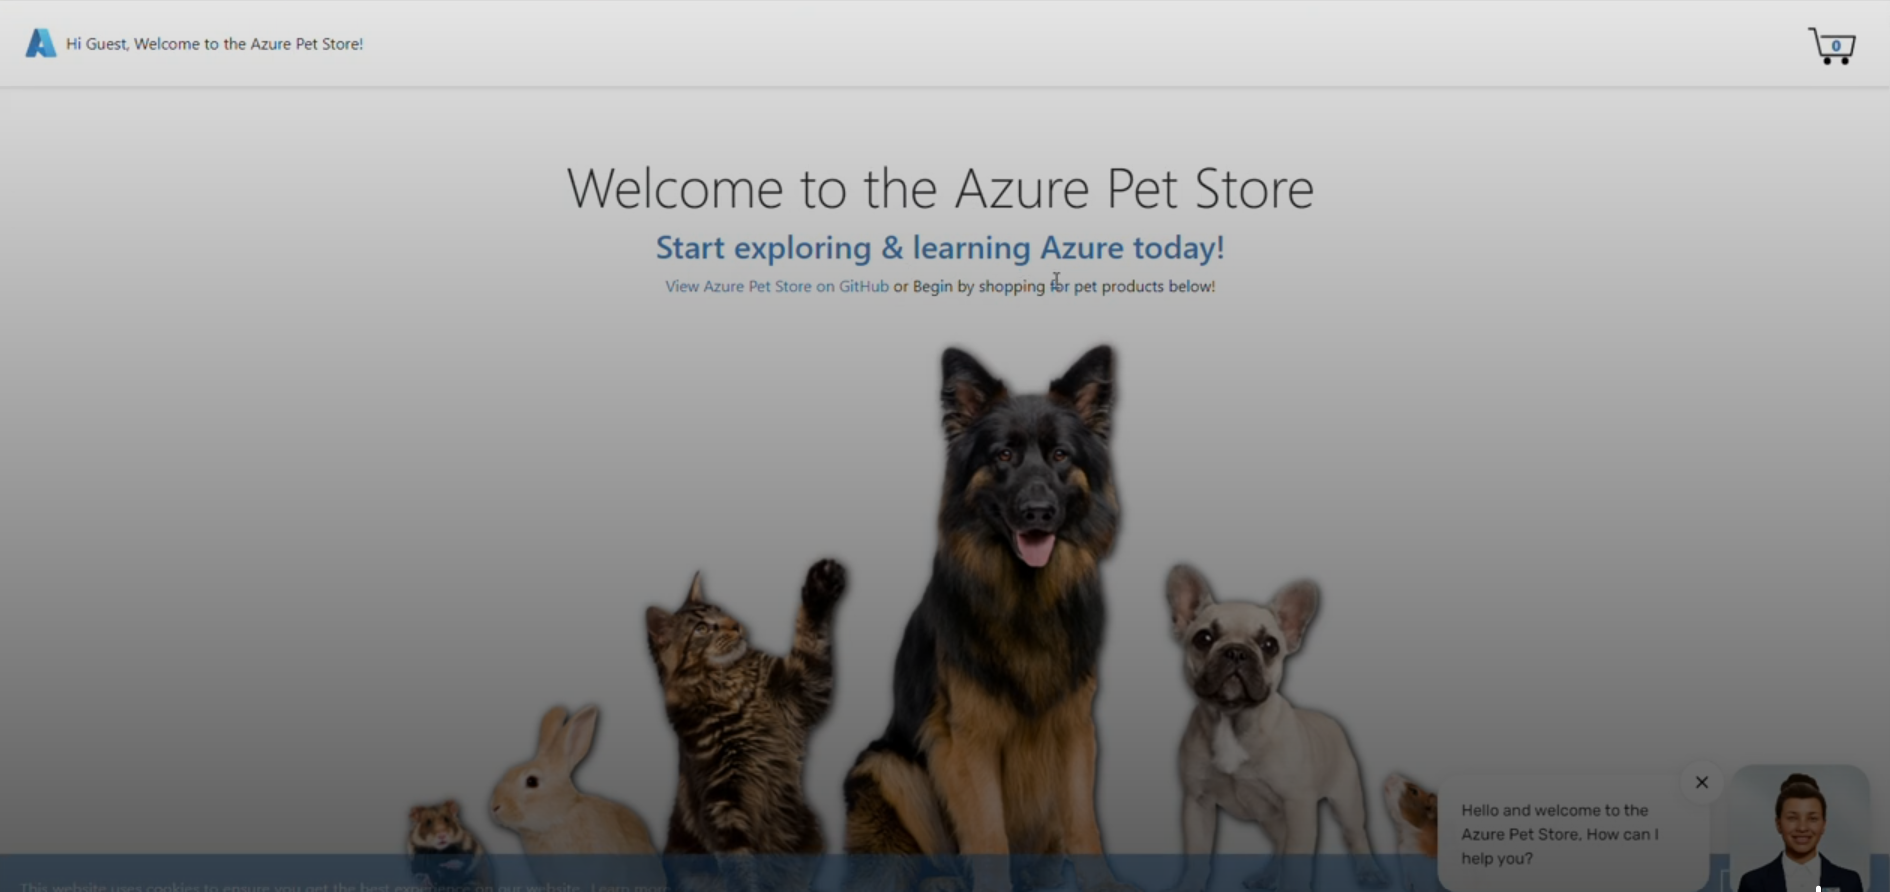 Hi Guest, Welcome to the Azure Pet Store!
0
Welcome to the Azure Pet Store
Start exploring & learning Azure today!
View Azure Pet Store on GitHub or Begin by shopping for pet products below!
Hello and welcome to the
Azure Pet Store, How can I
help you?
This website uses cookies to ensure you get the best experience on our website. Learn more